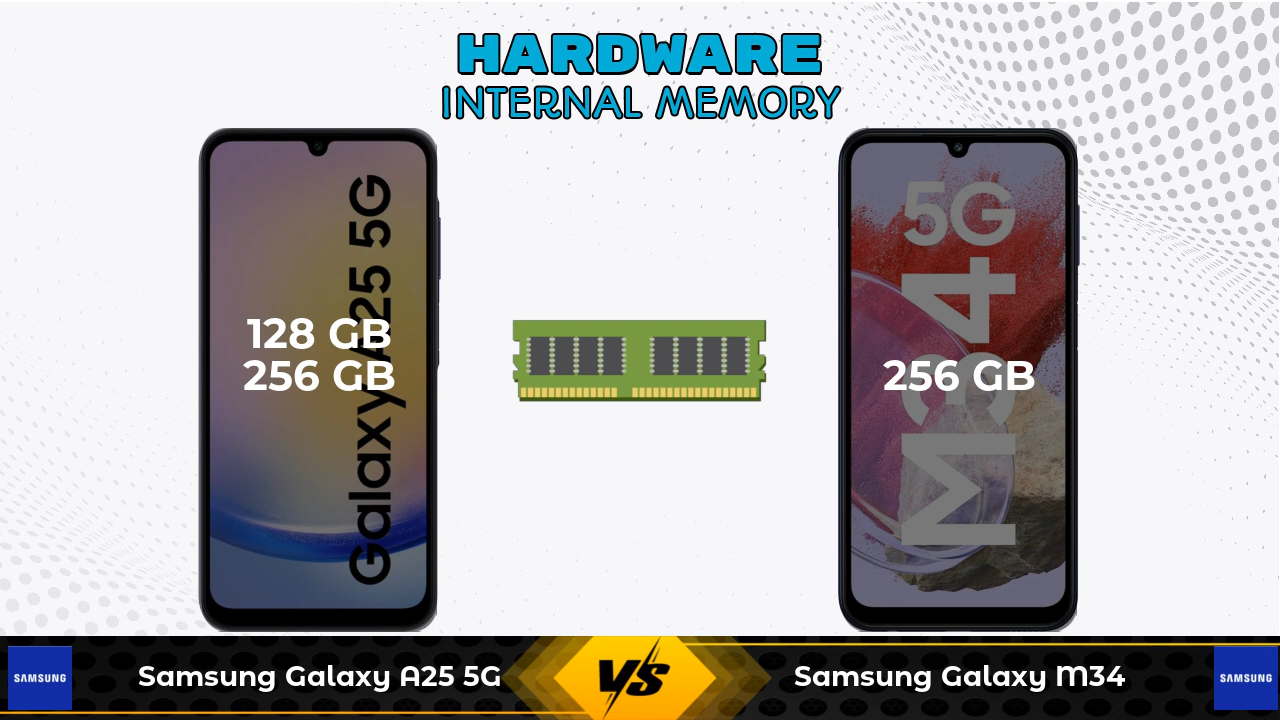 HARDWARE
INTERNAL MEMORY
Galaxy A25 5G
128 GB
256 GB
M34 5G
256 GB
SAMSUNG
Samsung Galaxy A25 5G
VS
Samsung Galaxy M34
SAMSUNG